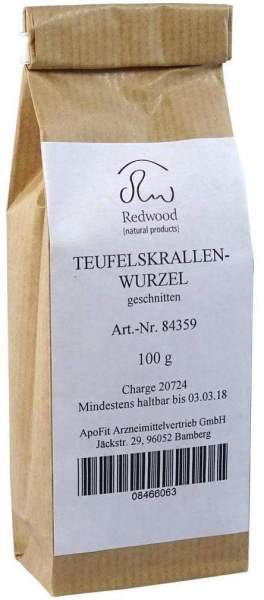 Redwood
{natural products}
TEUFELSKRALLEN-
WURZEL
geschnitten
Art.-Nr. 84359
100 g
Charge 20724
Mindestens haltbar bis 03.03.18
ApoFit Arzneimittelvertrieb GmbH
Jäckstr. 29, 96052 Bamberg
08466063